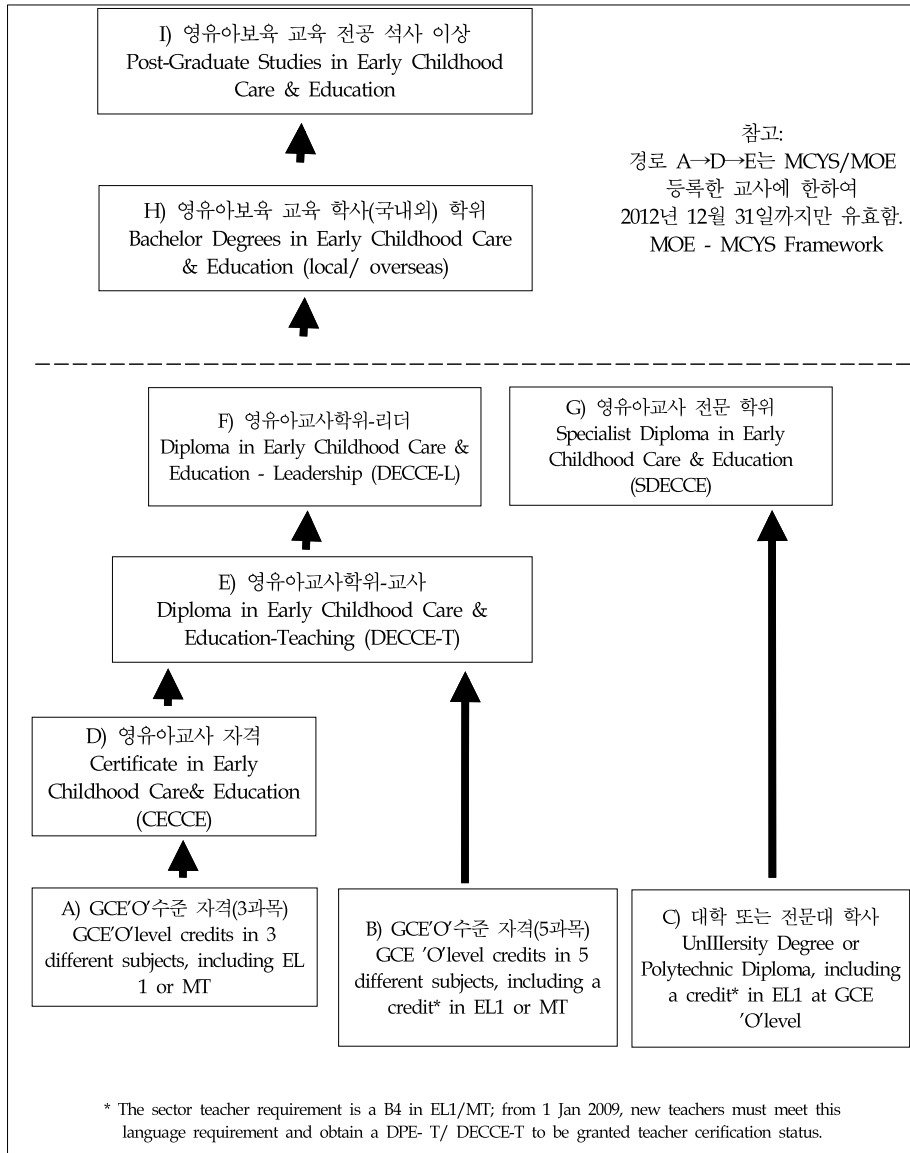 I) 영유아보육 교육 전공 석사 이상
Post-Graduate Studies in Early Childhood
Care & Education
참고:
경로 A→D→E는 MCYS/MOE
등록한 교사에 한하여
2012년 12월 31일까지만 유효함.
MOE - MCYS Framework
H) 영유아보육 교육 학사(국내외) 학위
Bachelor Degrees in Early Childhood Care
& Education (local/ overseas)
F) 영유아교사학위-리더
Diploma in Early Childhood Care &
Education - Leadership (DECCE-L)
G) 영유아교사 전문 학위
Specialist Diploma in Early
Childhood Care & Education
(SDECCE)
E) 영유아교사학위-교사
Diploma in Early Childhood Care &
Education-Teaching (DECCE-T)
D) 영유아교사 자격
Certificate in Early
Childhood Care& Education
(CECCE)
A) GCE'O'수준 자격(3과목)
GCE'O'level credits in 3
different subjects, including EL
1 or MT
B) GCE'O'수준 자격(5과목)
GCE 'O'level credits in 5
different subjects, including a
credit* in EL1 or MT
C) 대학 또는 전문대 학사
UnIIIersity Degree or
Polytechnic Diploma, including
a credit* in EL1 at GCE
'O'level
* The sector teacher requirement is a B4 in EL1/MT; from 1 Jan 2009, new teachers must meet this
language requirement and obtain a DPE- T/ DECCE-T to be granted teacher cerification status.